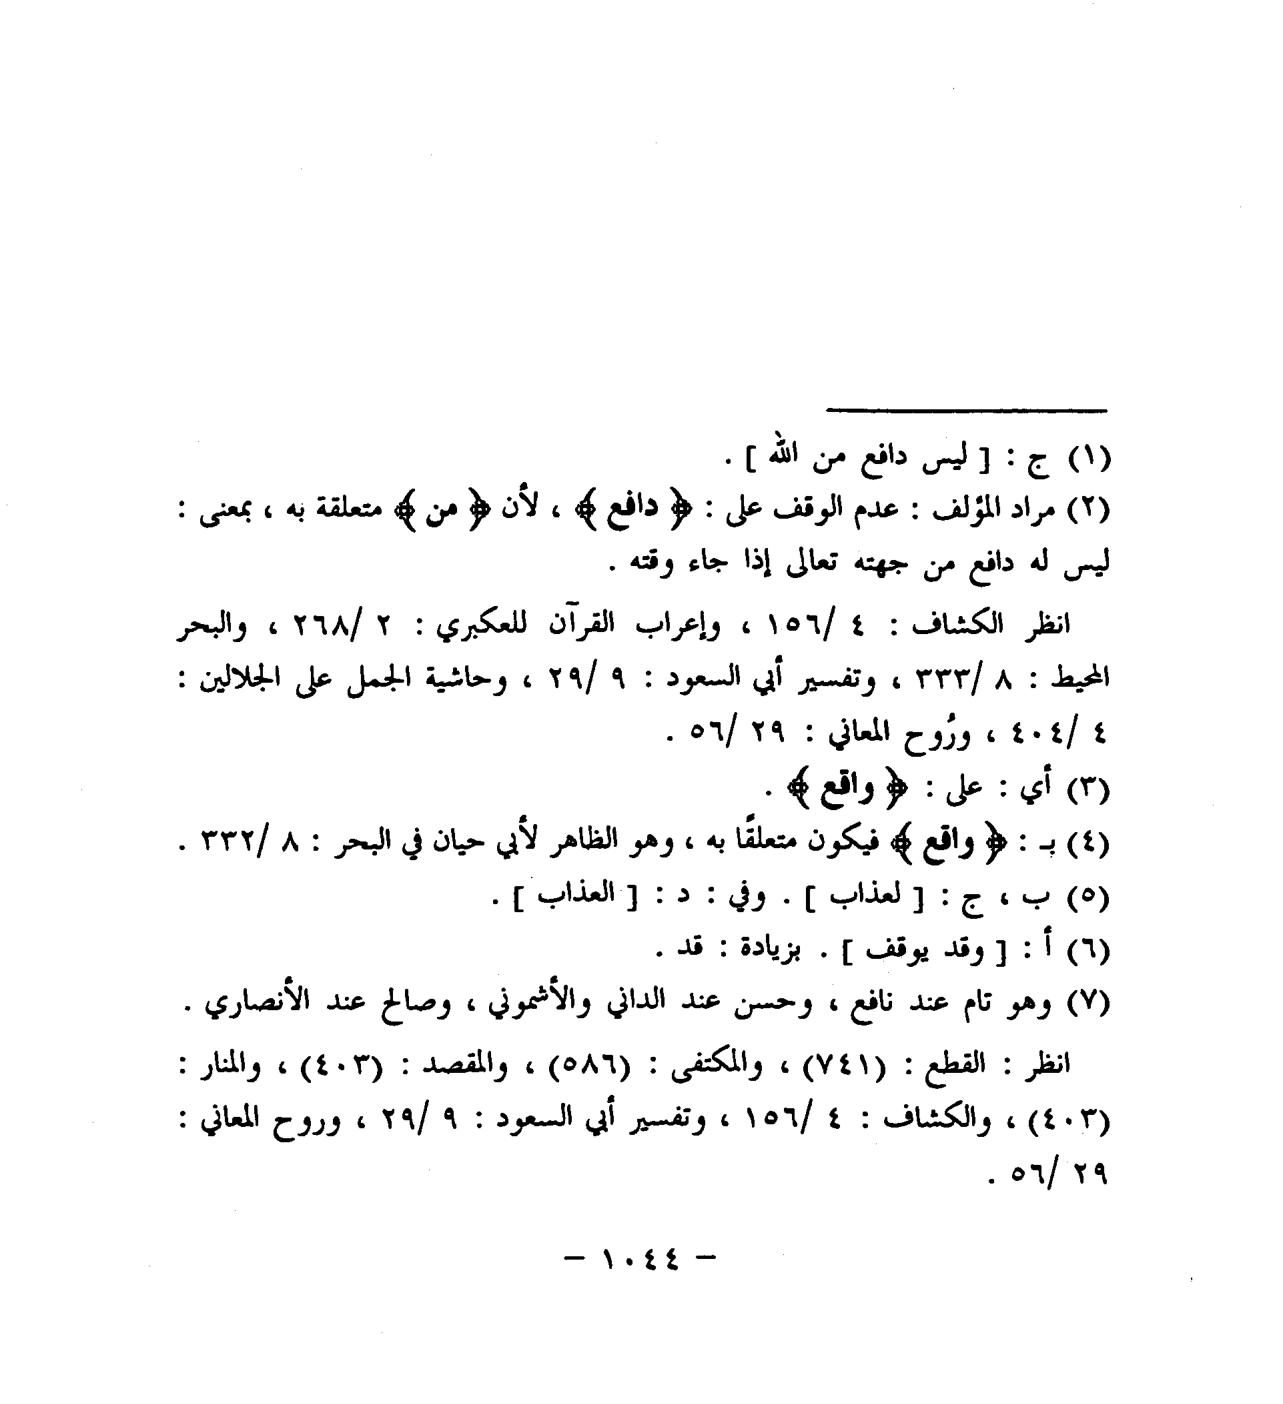 (١) ج : [ ليس دافع من الله ] .
(٢) مراد المؤلف : عدم الوقف على : ﴿ دافع ﴾ ، لأن ﴿ من ﴾ متعلقة به ، بمعنى :
ليس له دافع من جهته تعالى إذا جاء وقته .
انظر الكشاف : ٤ /١٥٦ ، وإعراب القرآن للعكبري : ٢ /٢٦٨ ، والبحر
المحيط : ٨ /٣٣٣ ، وتفسير أبي السعود : ٩ /٢٩ ، وحاشية الجمل على الجلالين :
٤ /٤٠٤ ، ورُوح المعاني : ٢٩ /٥٦ .
(٣) أي : على : ﴿ واقع ﴾ .
(٤) بـ : ﴿ واقع ﴾ فيكون متعلقًا به ، وهو الظاهر لأبي حيان في البحر : ٨ /٣٣٢ .
(٥) ب ، ج : [ لعذاب ] . وفي : د : [ العذاب ] .
(٦) أ : [ وقد يوقف ] . بزيادة : قد .
(٧) وهو تام عند نافع ، وحسن عند الداني والأشموني ، وصالح عند الأنصاري .
انظر : القطع : (٧٤١) ، والمكتفى : (٥٨٦) ، والمقصد : (٤٠٣) ، والمنار :
(٤٠٣) ، والكشاف : ٤ /١٥٦ ، وتفسير أبي السعود : ٩ /٢٩ ، وروح المعاني :
٢٩ /٥٦ .
– ١٠٤٤ –